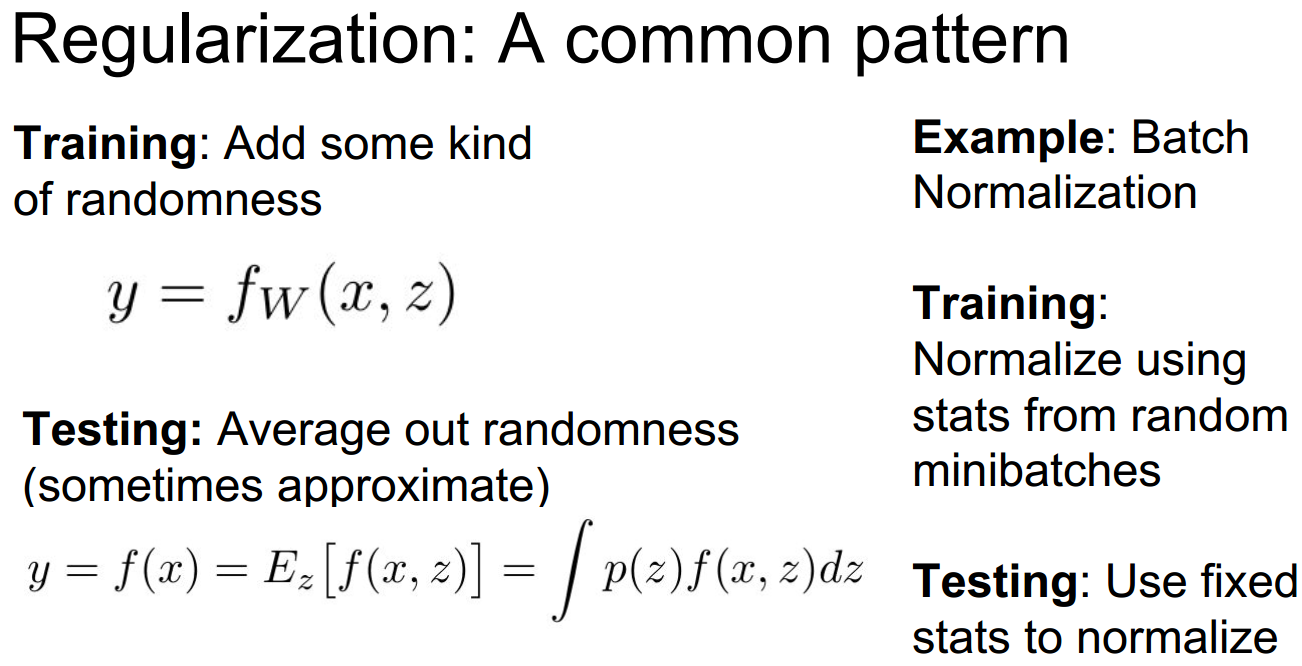 Regularization: A common pattern
Training: Add some kind
of randomness
y = f_W(x, z)
Testing: Average out randomness
(sometimes approximate)
y = f(x) = E_z[f(x, z)] = ∫ p(z)f(x, z)dz
Example: Batch
Normalization
Training:
Normalize using
stats from random
minibatches
Testing: Use fixed
stats to normalize